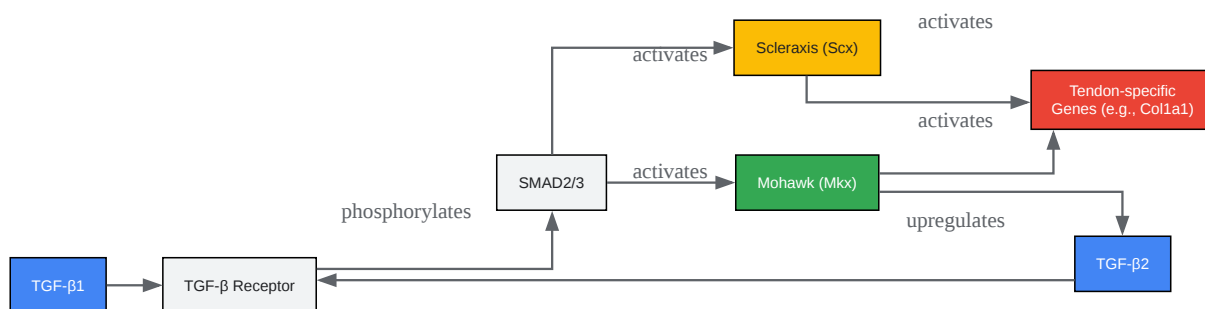 activates
Scleraxis (Scx)
activates
Tendon-specific
Genes (e.g., Col1a1)
activates
SMAD2/3
activates
Mohawk (Mkx)
phosphorylates
upregulates
TGF-β2
TGF-β1
TGF-β Receptor